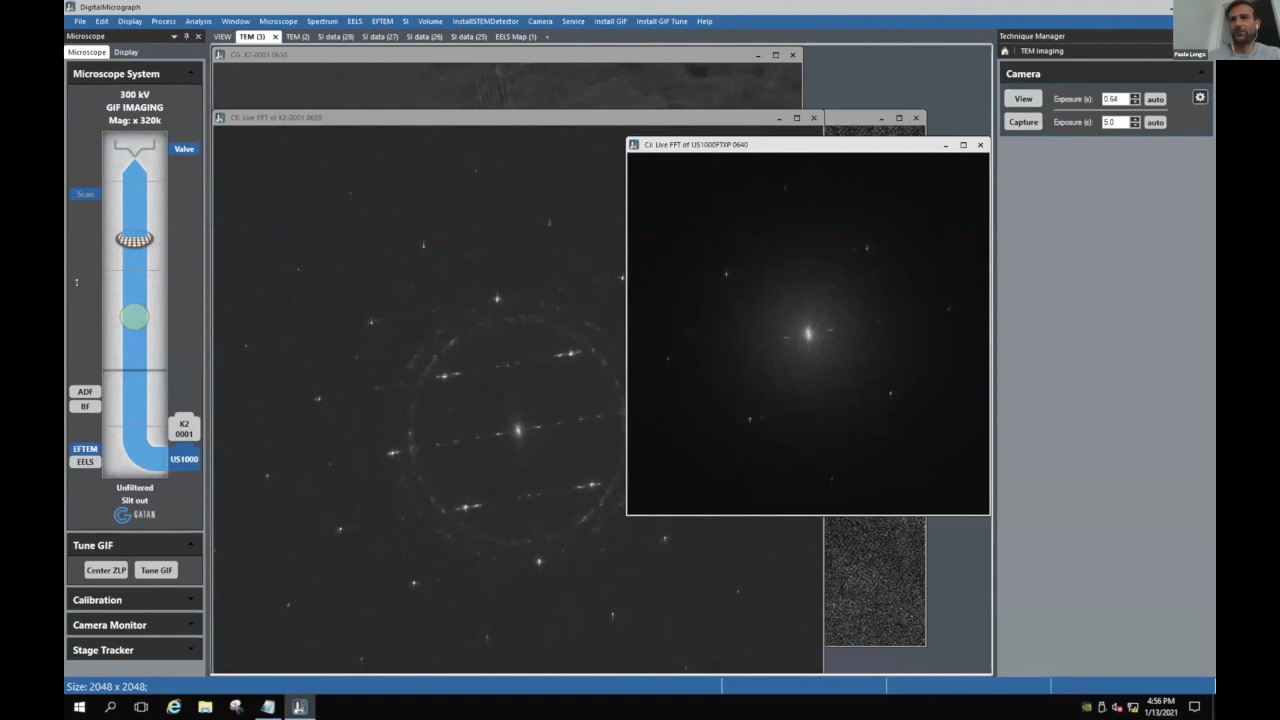 DigitalMicrograph
File Edit Display Process Analysis Window Microscope Spectrum EELS EFTEM SI Volume InstallSTEMDetector Camera Service Install GIF Install GIF Tune Help
Microscope
VIEW TEM (3) TEM (2) SI data (28) SI data (27) SI data (26) SI data (25) EELS Map (1) +
Technique Manager
Paolo Longo
Microscope Display
TEM Imaging
CG: K2-0001 0638
Microscope System
Camera
300 kV
GIF IMAGING
Mag: x 320k
View Exposure (s): 0.64 auto
Capture Exposure (s): 5.0 auto
CK: Live FFT of K2-0001 0639
CJ: Live FFT of US1000FTXP 0640
Valve
Scan
ADF
BF
K2
0001
EFTEM
EELS
US1000
Unfiltered
Slit out
GATAN
Tune GIF
Center ZLP Tune GIF
Calibration
Camera Monitor
Stage Tracker
Size: 2048 x 2048;
4:56 PM
1/13/2021